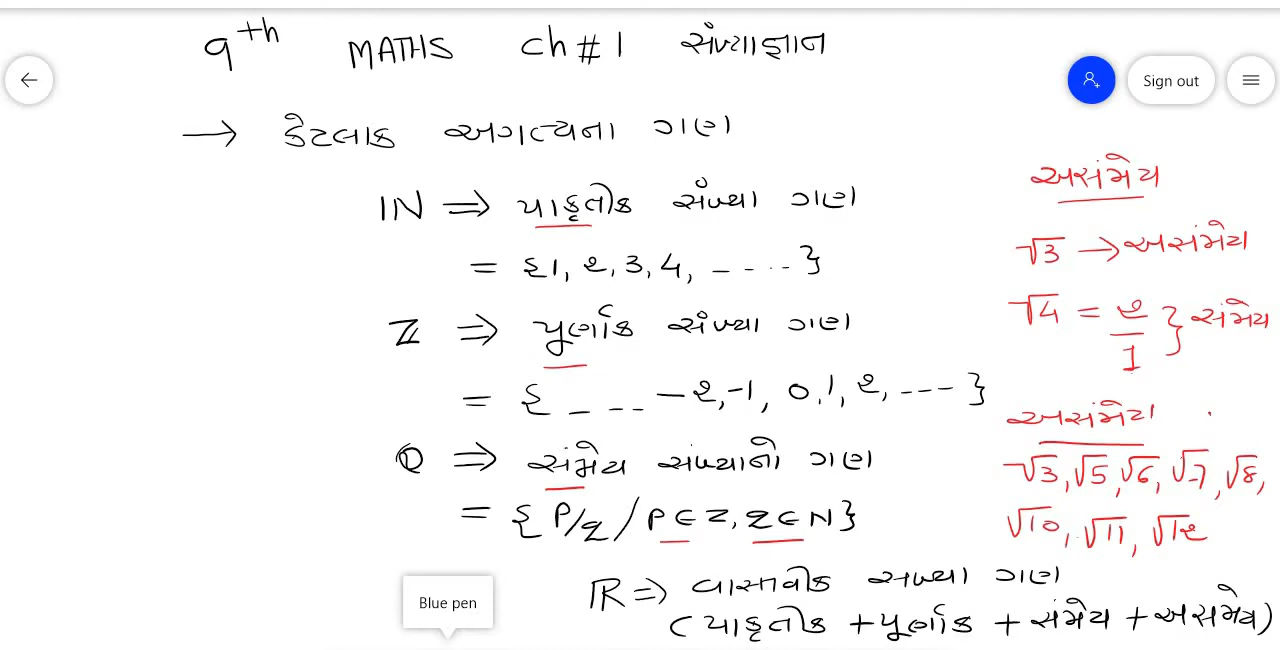 9th MATHS ch#1 સંખ્યાજ્ઞાન
Sign out
→ કેટલાક અગત્યના ગણ
IN ⇒ પ્રાકૃતીક સંખ્યા ગણ
= {1, 2, 3, 4, .....}
Z ⇒ પૂર્ણાંક સંખ્યા ગણ
= {_ _ _ -2, -1, 0, 1, 2, ---}
Q ⇒ સંમેય સંખ્યાનો ગણ
= {P/q / P∈Z, q∈N}
IR ⇒ વાસ્તવીક સંખ્યા ગણ
(પ્રાકૃતીક + પૂર્ણાંક + સંમેય + અસંમેય)
Blue pen
અસંમેય
√3 → અસંમેય
√4 = 2/1 } સંમેય
અસંમેય
√3, √5, √6, √7, √8,
√10, √11, √12